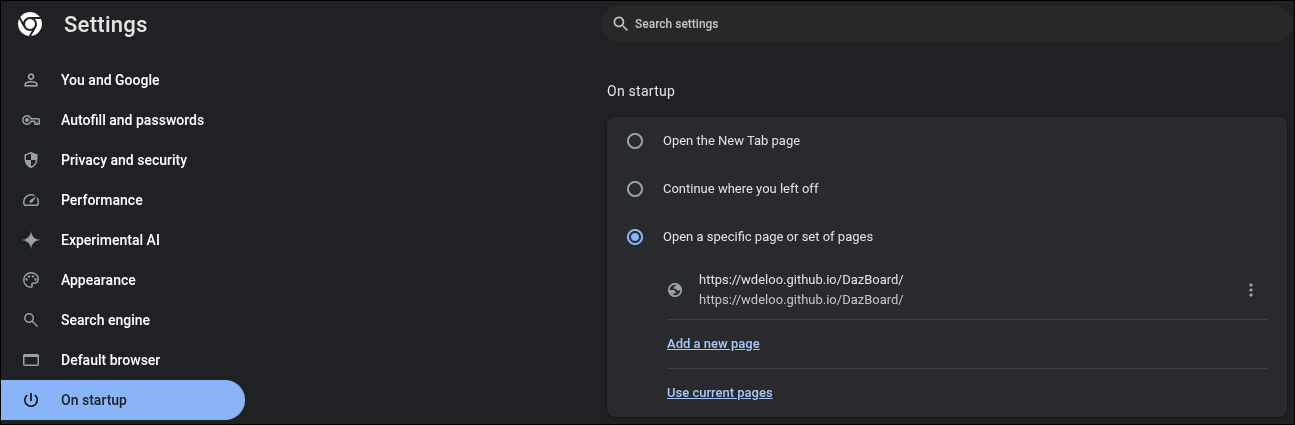 Settings
Search settings
You and Google
Autofill and passwords
Privacy and security
Performance
Experimental AI
Appearance
Search engine
Default browser
On startup
On startup
Open the New Tab page
Continue where you left off
Open a specific page or set of pages
https://wdeloo.github.io/DazBoard/
https://wdeloo.github.io/DazBoard/
Add a new page
Use current pages